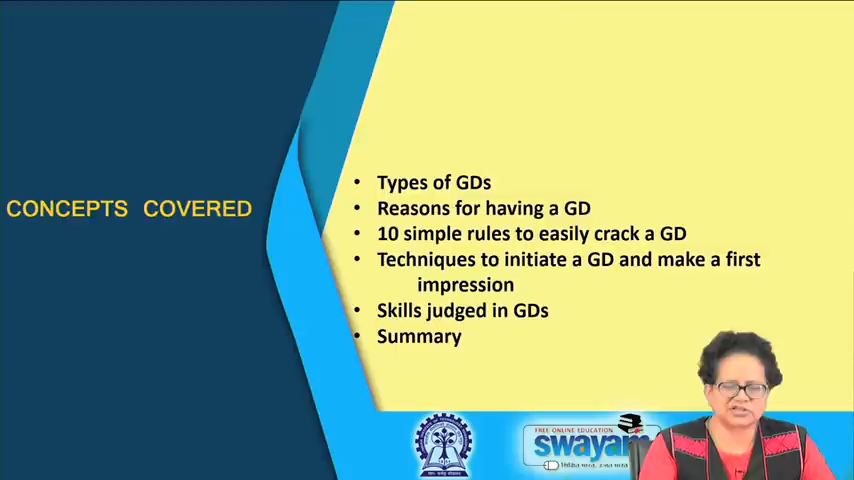 CONCEPTS COVERED
• Types of GDs
• Reasons for having a GD
• 10 simple rules to easily crack a GD
• Techniques to initiate a GD and make a first
impression
• Skills judged in GDs
• Summary
FREE ONLINE EDUCATION
swayam